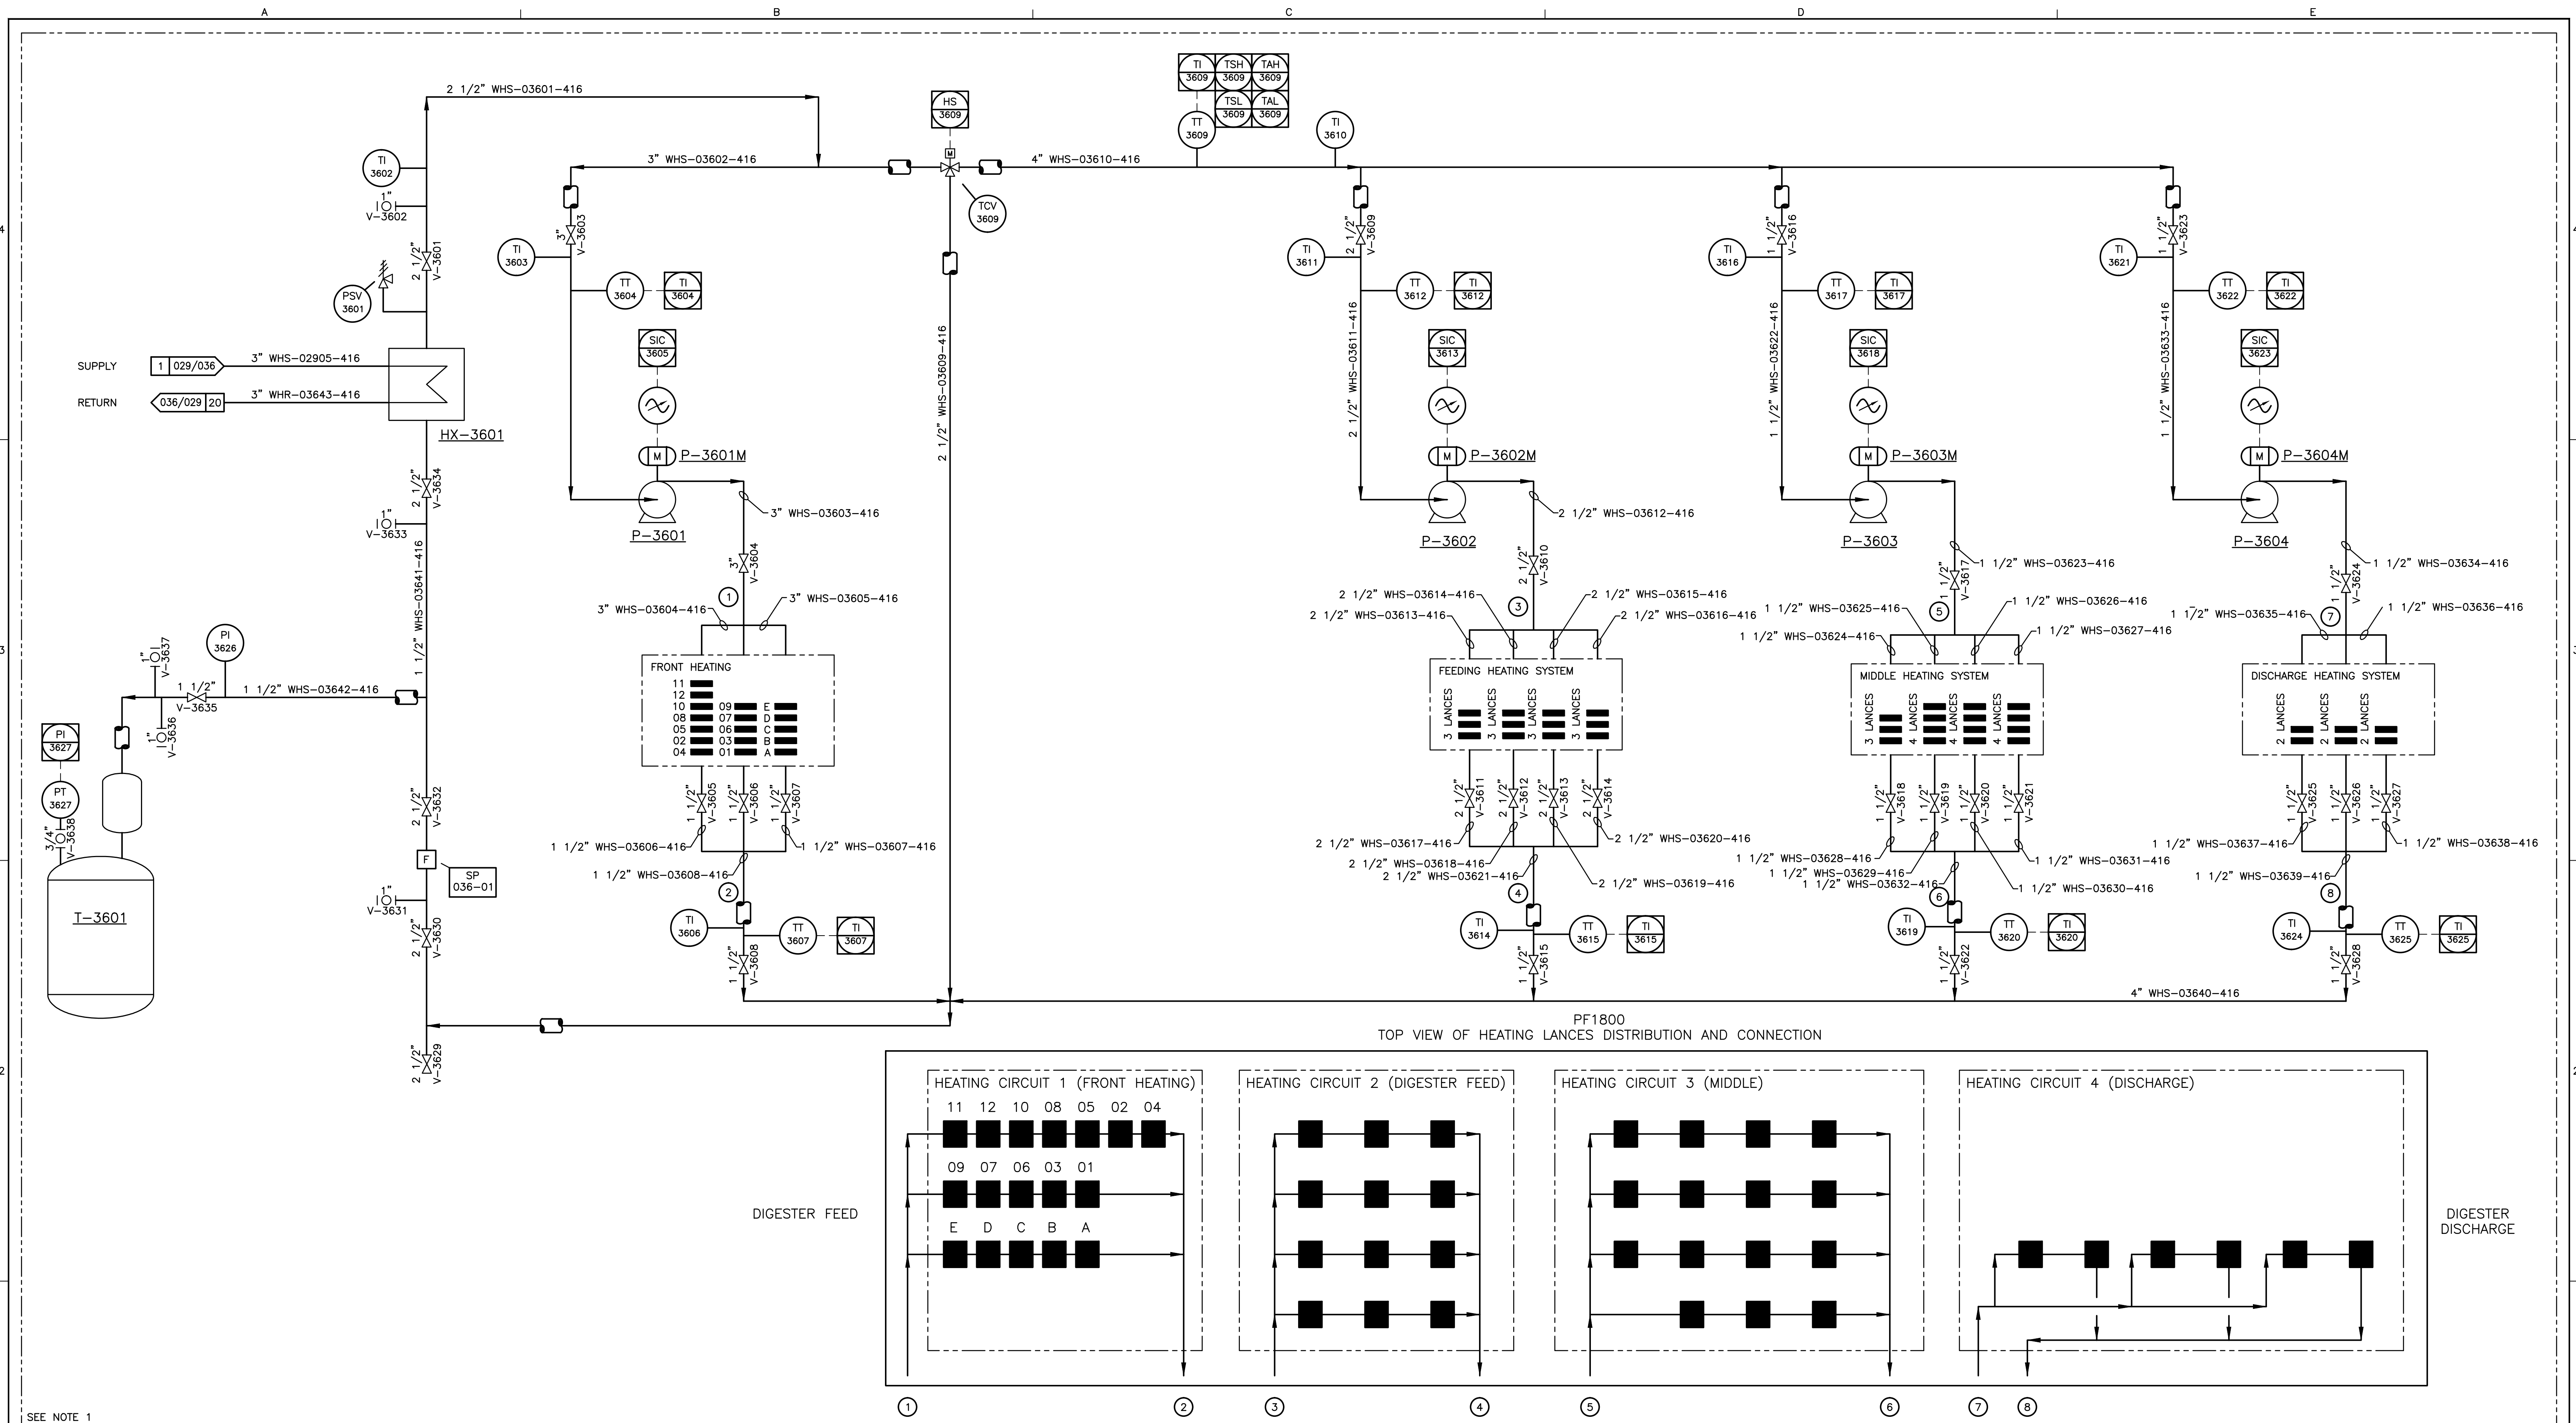 A
B
C
D
E
4
3
2
4
3
2
2 1/2" WHS-03601-416
TI
3602
1"
V-3602
2 1/2"
V-3601
PSV
3601
SUPPLY
1 029/036
3" WHS-02905-416
RETURN
036/029 20
3" WHR-03643-416
HX-3601
2 1/2"
V-3634
1"
V-3633
1 1/2" WHS-03641-416
1"
V-3637
PI
3626
1 1/2"
V-3635
1 1/2" WHS-03642-416
1"
V-3636
PI
3627
PT
3627
3/4"
V-3638
T-3601
2 1/2"
V-3632
F
SP
036-01
1"
V-3631
2 1/2"
V-3630
2 1/2"
V-3629
HS
3609
M
TCV
3609
3" WHS-03602-416
4" WHS-03610-416
TI
3609
TSH
3609
TAH
3609
TSL
3609
TAL
3609
TT
3609
TI
3610
2 1/2" WHS-03609-416
3"
V-3603
TI
3603
TT
3604
TI
3604
SIC
3605
M
P-3601M
P-3601
3" WHS-03603-416
3"
V-3604
1
3" WHS-03604-416
3" WHS-03605-416
FRONT HEATING
11
12
10 09 E
08 07 D
05 06 C
02 03 B
04 01 A
1 1/2"
V-3605
1 1/2"
V-3606
1 1/2"
V-3607
1 1/2" WHS-03606-416
1 1/2" WHS-03607-416
1 1/2" WHS-03608-416
2
TI
3606
TT
3607
TI
3607
1 1/2"
V-3608
2 1/2"
V-3609
TI
3611
TT
3612
TI
3612
2 1/2" WHS-03611-416
SIC
3613
M
P-3602M
P-3602
2 1/2" WHS-03612-416
2 1/2"
V-3610
3
2 1/2" WHS-03614-416
2 1/2" WHS-03615-416
2 1/2" WHS-03613-416
2 1/2" WHS-03616-416
FEEDING HEATING SYSTEM
3 LANCES
3 LANCES
3 LANCES
3 LANCES
2 1/2"
V-3611
2 1/2"
V-3612
2 1/2"
V-3613
2 1/2"
V-3614
2 1/2" WHS-03617-416
2 1/2" WHS-03620-416
2 1/2" WHS-03618-416
2 1/2" WHS-03621-416
2 1/2" WHS-03619-416
4
TI
3614
TT
3615
TI
3615
1 1/2"
V-3615
1 1/2"
V-3616
TI
3616
TT
3617
TI
3617
1 1/2" WHS-03622-416
SIC
3618
M
P-3603M
P-3603
1 1/2" WHS-03623-416
1 1/2"
V-3617
5
1 1/2" WHS-03625-416
1 1/2" WHS-03626-416
1 1/2" WHS-03624-416
1 1/2" WHS-03627-416
MIDDLE HEATING SYSTEM
3 LANCES
4 LANCES
4 LANCES
4 LANCES
1 1/2"
V-3618
1 1/2"
V-3619
1 1/2"
V-3620
1 1/2"
V-3621
1 1/2" WHS-03628-416
1 1/2" WHS-03631-416
1 1/2" WHS-03629-416
1 1/2" WHS-03632-416
1 1/2" WHS-03630-416
6
TI
3619
TT
3620
TI
3620
1 1/2"
V-3622
1 1/2"
V-3623
TI
3621
TT
3622
TI
3622
1 1/2" WHS-03633-416
SIC
3623
M
P-3604M
P-3604
1 1/2" WHS-03634-416
1 1/2"
V-3624
7
1 1/2" WHS-03635-416
1 1/2" WHS-03636-416
DISCHARGE HEATING SYSTEM
2 LANCES
2 LANCES
2 LANCES
1 1/2"
V-3625
1 1/2"
V-3626
1 1/2"
V-3627
1 1/2" WHS-03637-416
1 1/2" WHS-03638-416
1 1/2" WHS-03639-416
8
TI
3624
TT
3625
TI
3625
1 1/2"
V-3628
4" WHS-03640-416
PF1800
TOP VIEW OF HEATING LANCES DISTRIBUTION AND CONNECTION
HEATING CIRCUIT 1 (FRONT HEATING)
11 12 10 08 05 02 04
09 07 06 03 01
E D C B A
HEATING CIRCUIT 2 (DIGESTER FEED)
HEATING CIRCUIT 3 (MIDDLE)
HEATING CIRCUIT 4 (DISCHARGE)
DIGESTER FEED
DIGESTER
DISCHARGE
1
2
3
4
5
6
7
8
SEE NOTE 1